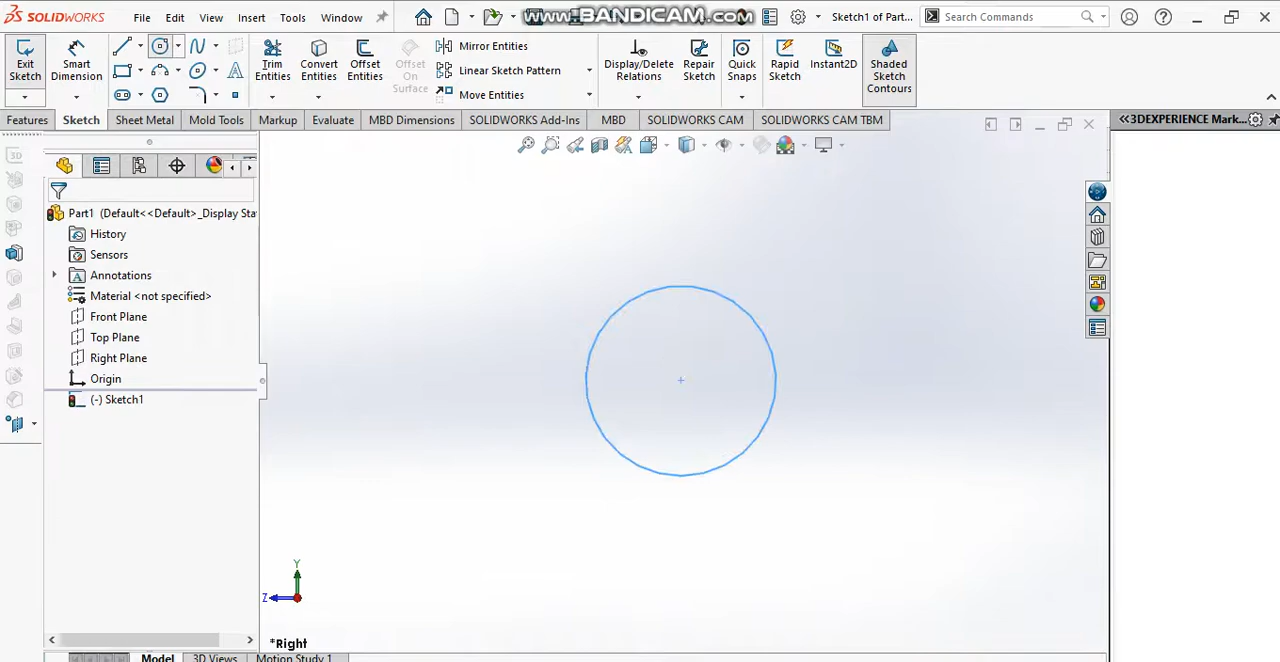 SOLIDWORKS File Edit View Insert Tools Window www.BANDICAM.com Sketch1 of Part... Search Commands
Exit Sketch
Smart Dimension
Trim Entities
Convert Entities
Offset Entities
Offset On Surface
Mirror Entities
Linear Sketch Pattern
Move Entities
Display/Delete Relations
Repair Sketch
Quick Snaps
Rapid Sketch
Instant2D
Shaded Sketch Contours
Features Sketch Sheet Metal Mold Tools Markup Evaluate MBD Dimensions SOLIDWORKS Add-Ins MBD SOLIDWORKS CAM SOLIDWORKS CAM TBM
3DEXPERIENCE Mark...
Part1 (Default<<Default>_Display Sta
History
Sensors
Annotations
Material <not specified>
Front Plane
Top Plane
Right Plane
Origin
(-) Sketch1
Y
Z
*Right
Model 3D Views Motion Study 1